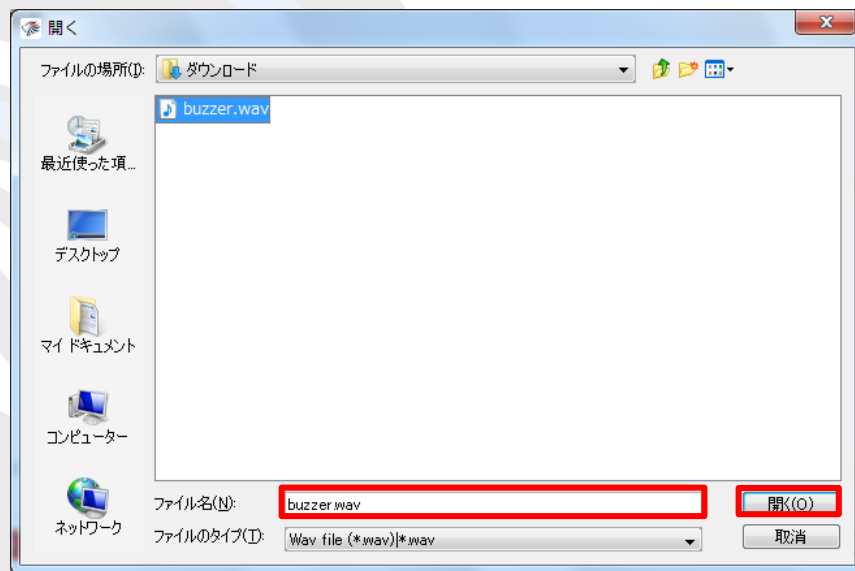 開く
ファイルの場所(I):
ダウンロード
buzzer.wav
最近使った項...
デスクトップ
マイ ドキュメント
コンピューター
ネットワーク
ファイル名(N):
buzzer.wav
開く(O)
ファイルのタイプ(T):
Wav file (*.wav)|*.wav
取消